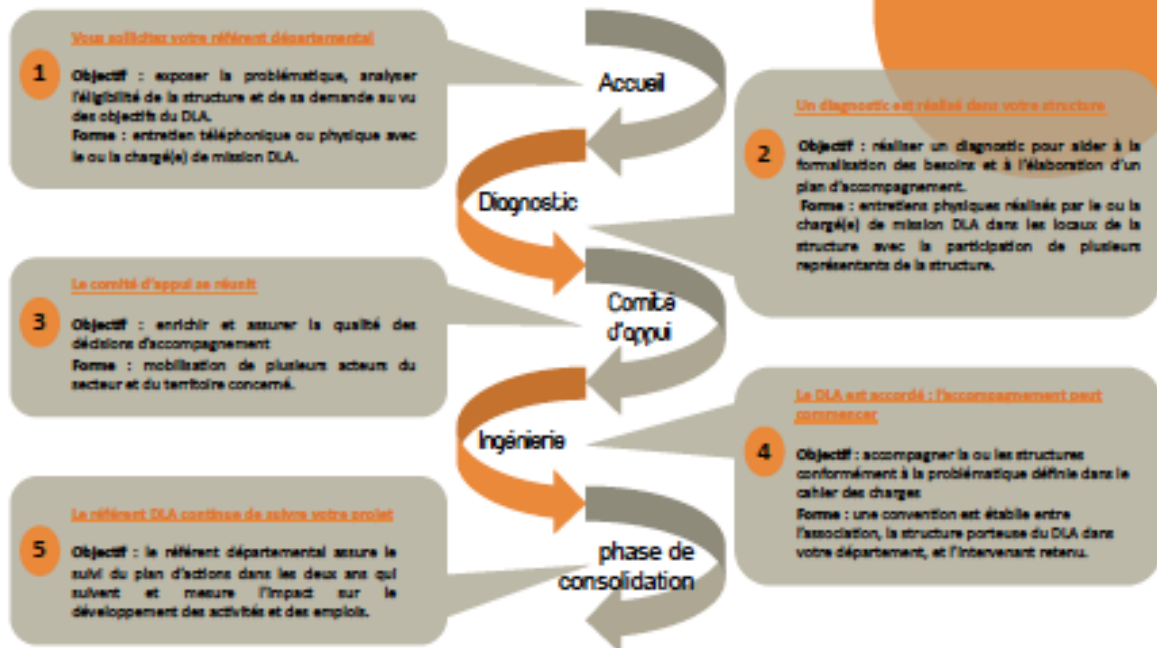 Vous sollicitez votre référent départemental
1
Objectif : exposer la problématique, analyser
l'éligibilité de la structure et de sa demande au vu
des objectifs du DLA.
Forme : entretien téléphonique ou physique avec
le ou la chargé(e) de mission DLA.
Accueil
Un diagnostic est réalisé dans votre structure
2
Objectif : réaliser un diagnostic pour aider à la
formalisation des besoins et à l'élaboration d'un
plan d'accompagnement.
Forme : entretiens physiques réalisés par le ou la
chargé(e) de mission DLA dans les locaux de la
structure avec la participation de plusieurs
représentants de la structure.
Diagnostic
Le comité d'appui se réunit
3
Objectif : enrichir et assurer la qualité des
décisions d'accompagnement
Forme : mobilisation de plusieurs acteurs du
secteur et du territoire concerné.
Comité
d'appui
Le DLA est accordé : l'accompagnement peut
commencer
4
Objectif : accompagner la ou les structures
conformément à la problématique définie dans le
cahier des charges
Forme : une convention est établie entre
l'association, la structure porteuse du DLA dans
votre département, et l'intervenant retenu.
Ingénierie
Le référent DLA continue de suivre votre projet
5
Objectif : le référent départemental assure le
suivi du plan d'actions dans les deux ans qui
suivent et mesure l'impact sur le
développement des activités et des emplois.
phase de
consolidation